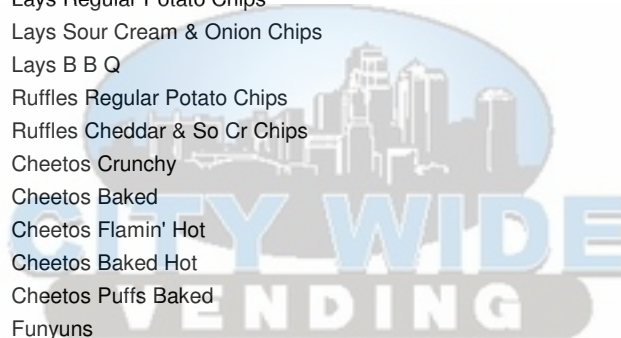 Lays Regular Potato Chips
Lays Sour Cream & Onion Chips
Lays B B Q
Ruffles Regular Potato Chips
Ruffles Cheddar & So Cr Chips
Cheetos Crunchy
Cheetos Baked
Cheetos Flamin' Hot
Cheetos Baked Hot
Cheetos Puffs Baked
Funyuns
CITY WIDE
VENDING